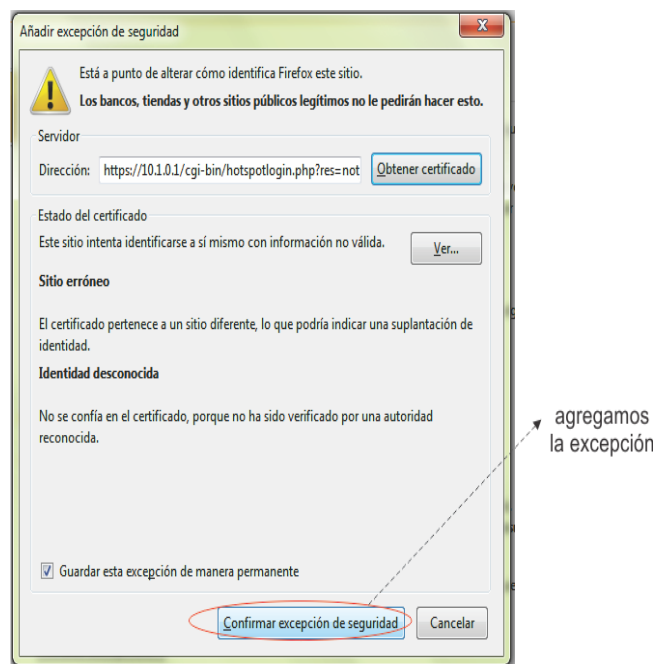 Añadir excepción de seguridad
Está a punto de alterar cómo identifica Firefox este sitio.
Los bancos, tiendas y otros sitios públicos legítimos no le pedirán hacer esto.
Servidor
Dirección: https://10.1.0.1/cgi-bin/hotspotlogin.php?res=not Obtener certificado
Estado del certificado
Este sitio intenta identificarse a sí mismo con información no válida. Ver...
Sitio erróneo
El certificado pertenece a un sitio diferente, lo que podría indicar una suplantación de
identidad.
Identidad desconocida
No se confía en el certificado, porque no ha sido verificado por una autoridad
reconocida.
agregamos
la excepción
Guardar esta excepción de manera permanente
Confirmar excepción de seguridad Cancelar